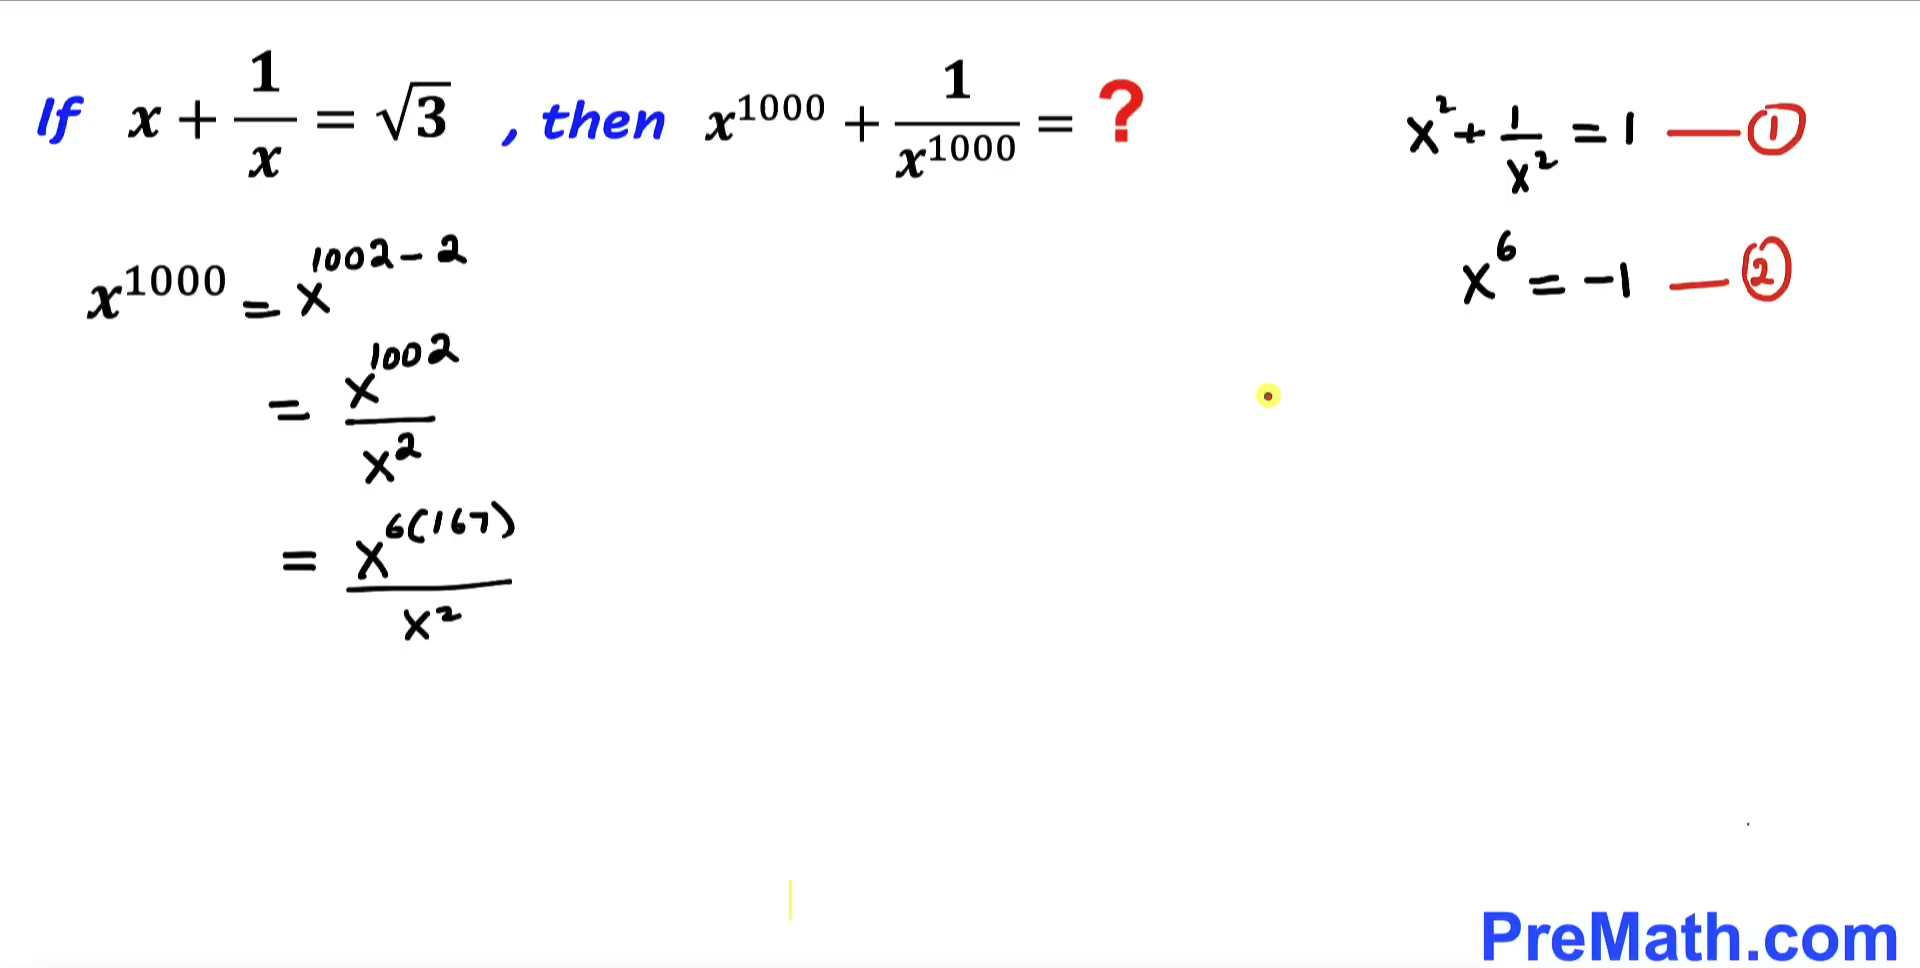 If x + 1/x = √3 , then x^1000 + 1/x^1000 = ?
x^2 + 1/x^2 = 1 — ①
x^6 = -1 — ②
x^1000 = x^(1002-2)
= x^1002/x^2
= x^6(167)/x^2
PreMath.com